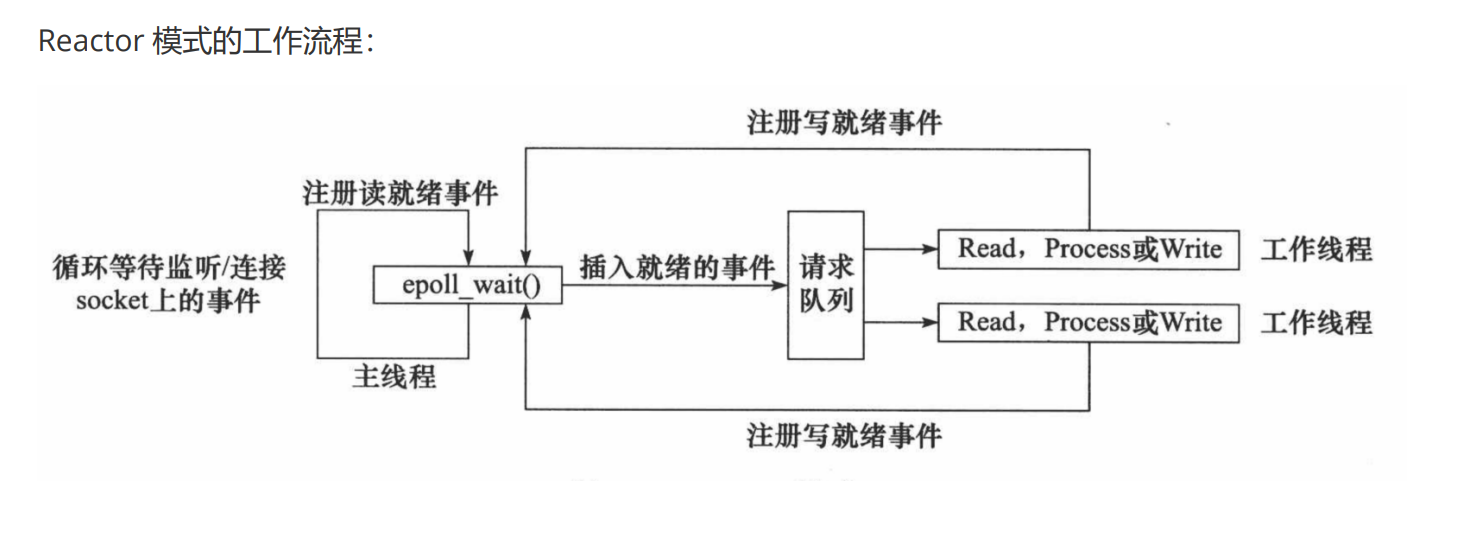 Reactor 模式的工作流程：
注册写就绪事件
注册读就绪事件
循环等待监听/连接
socket上的事件
epoll_wait()
插入就绪的事件
请求
队列
Read，Process或Write
工作线程
Read，Process或Write
工作线程
主线程
注册写就绪事件